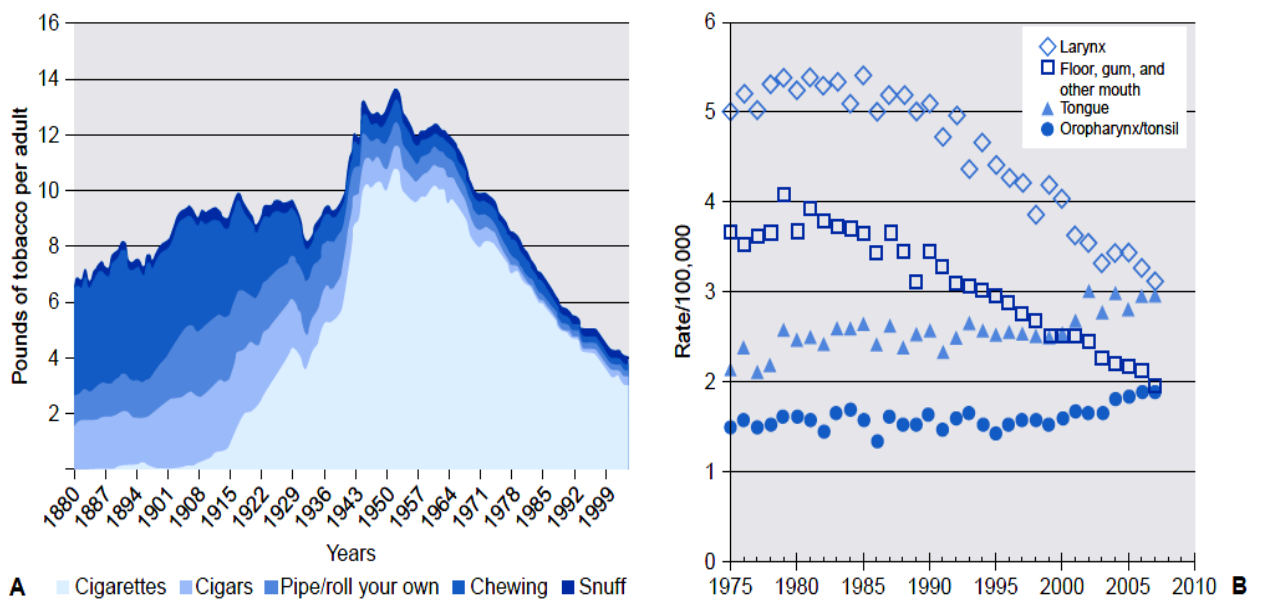 Pounds of tobacco per adult
16
14
12
10
8
6
4
2
1880 1887 1894 1901 1908 1915 1922 1929 1936 1943 1950 1957 1964 1971 1978 1985 1992 1999
Years
A Cigarettes Cigars Pipe/roll your own Chewing Snuff
Rate/100,000
6
5
4
3
2
1
0
Larynx
Floor, gum, and
other mouth
Tongue
Oropharynx/tonsil
1975 1980 1985 1990 1995 2000 2005 2010 B